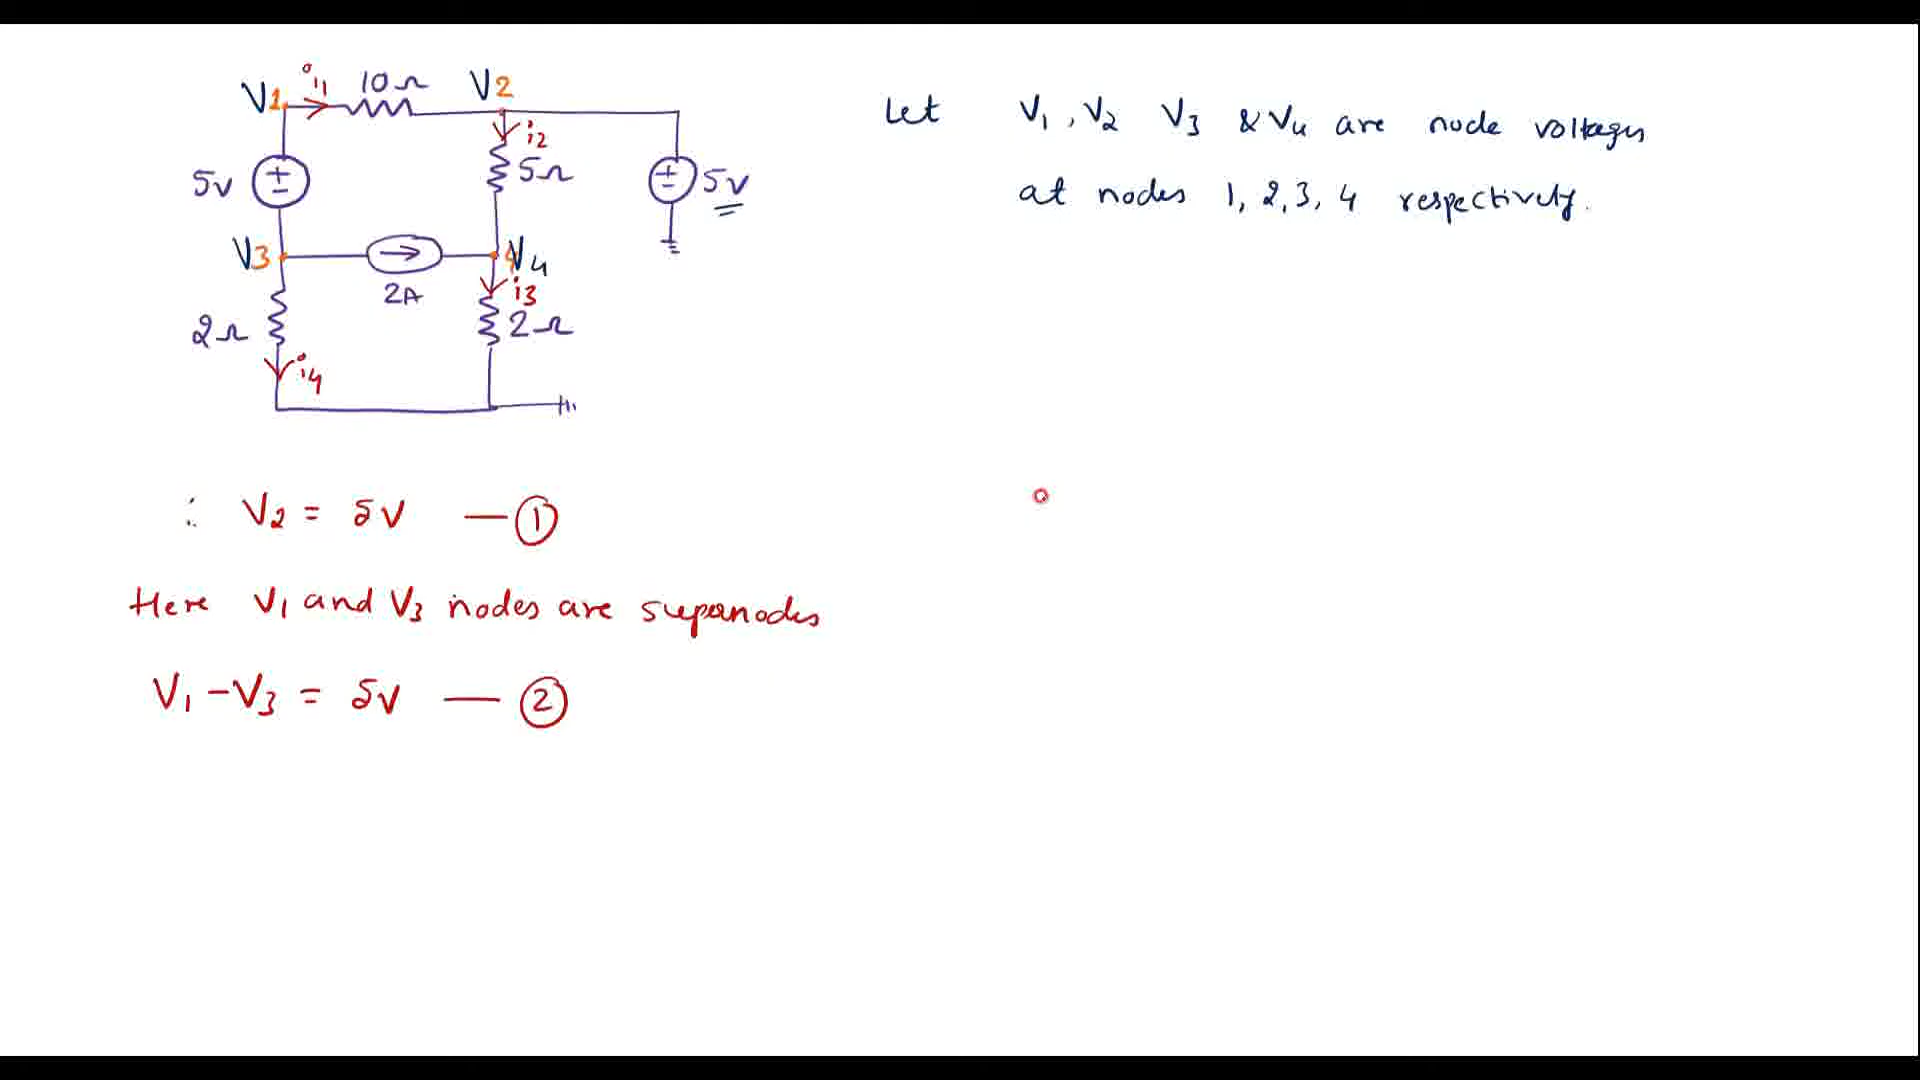 V1 i1 10Ω V2
i2
5V + - 5Ω + - 5V
V3 V4
2A i3
2Ω 2Ω
i4
Let V1, V2 V3 & V4 are node voltages
at nodes 1, 2, 3, 4 respectively.
∴ V2 = 5V — ①
Here V1 and V3 nodes are supernodes
V1 - V3 = 5V — ②